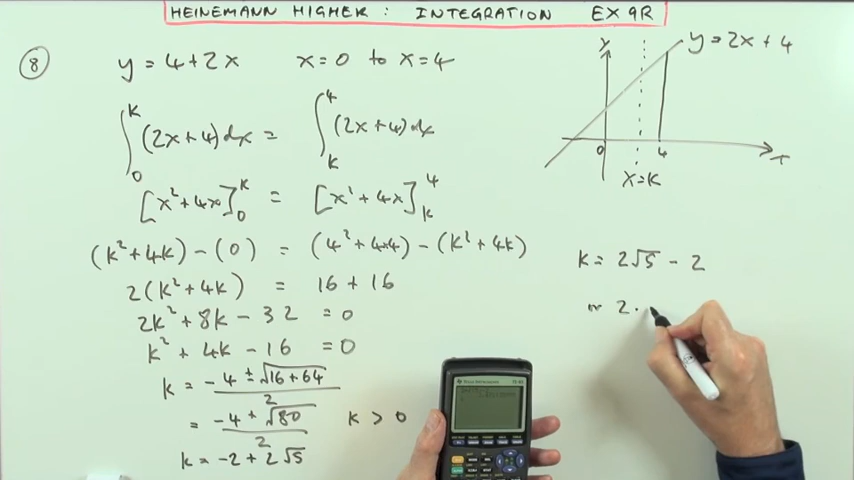 HEINEMANN HIGHER : INTEGRATION EX 9R
8
y = 4 + 2x x = 0 to x = 4
∫₀ᴷ (2x + 4) dx = ∫ₖ⁴ (2x + 4) dx
[x² + 4x]₀ᴷ = [x² + 4x]ₖ⁴
(k² + 4k) - (0) = (4² + 4×4) - (k² + 4k)
2(k² + 4k) = 16 + 16
2k² + 8k - 32 = 0
k² + 4k - 16 = 0
k = -4 ± √(16 + 64) / 2
= -4 ± √80 / 2 K > 0
k = -2 + 2√5
y
y = 2x + 4
0 4 x
x = k
k = 2√5 - 2
2.